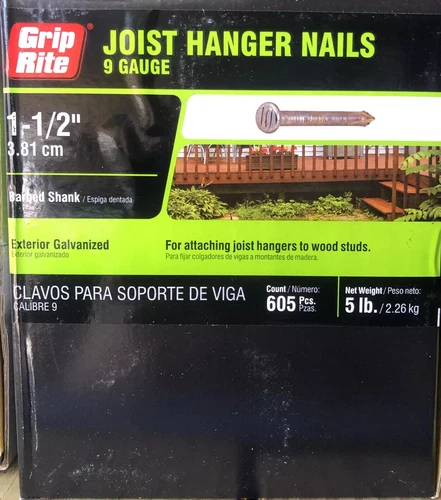 Grip
Rite
JOIST HANGER NAILS
9 GAUGE
1-1/2"
3.81 cm
Barbed Shank / Espiga dentada
Exterior Galvanized
Exterior galvanizado
For attaching joist hangers to wood studs.
Para fijar colgadores de vigas a montantes de madera.
CLAVOS PARA SOPORTE DE VIGA
CALIBRE 9
Count / Número:
605 Pcs.
Pzas.
Net Weight / Peso neto:
5 lb. / 2.26 kg